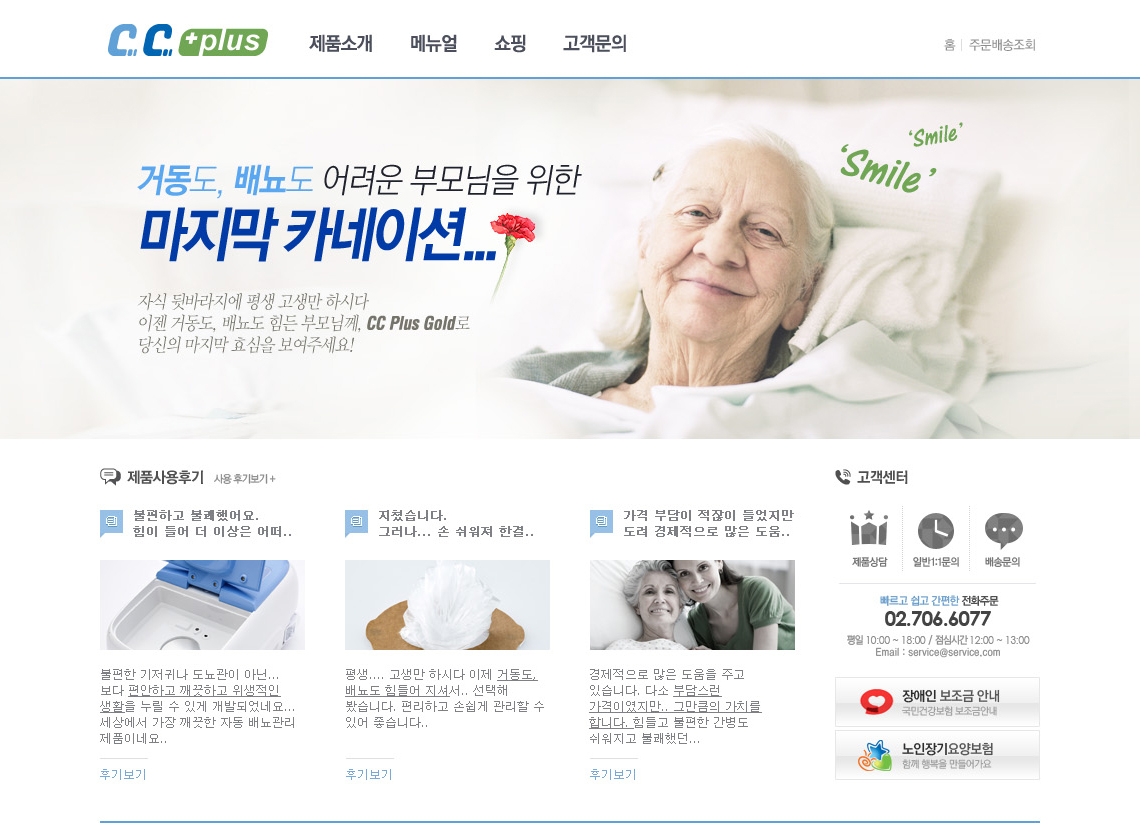 C.C. +plus
제품소개 메뉴얼 쇼핑 고객문의
홈 주문배송조회
거동도, 배뇨도 어려운 부모님을 위한
마지막 카네이션...
자식 뒷바라지에 평생 고생만 하시다
이젠 거동도, 배뇨도 힘든 부모님께, CC Plus Gold로
당신의 마지막 효심을 보여주세요!
'Smile'
'Smile'
제품사용후기 사용 후기보기 +
불편하고 불쾌했어요.
힘이 들어 더 이상은 어떠..
불편한 기저귀나 도뇨관이 아닌...
보다 편안하고 깨끗하고 위생적인
생활을 누릴 수 있게 개발되었네요...
세상에서 가장 깨끗한 자동 배뇨관리
제품이네요..
후기보기
지쳤습니다.
그러나... 손 쉬워져 한결..
평생.... 고생만 하시다 이제 거동도,
배뇨도 힘들어 지셔서.. 선택해
봤습니다. 편리하고 손쉽게 관리할 수
있어 좋습니다..
후기보기
가격 부담이 적잖이 들었지만
도려 경제적으로 많은 도움..
경제적으로 많은 도움을 주고
있습니다. 다소 부담스런
가격이였지만.. 그만큼의 가치를
합니다. 힘들고 불편한 간병도
쉬워지고 불쾌했던...
후기보기
고객센터
제품상담 일반1:1문의 배송문의
빠르고 쉽고 간편한 전화주문
02.706.6077
평일 10:00 ~ 18:00 / 점심시간 12:00 ~ 13:00
Email : service@service.com
장애인 보조금 안내
국민건강보험 보조금안내
노인장기요양보험
함께 행복을 만들어가요